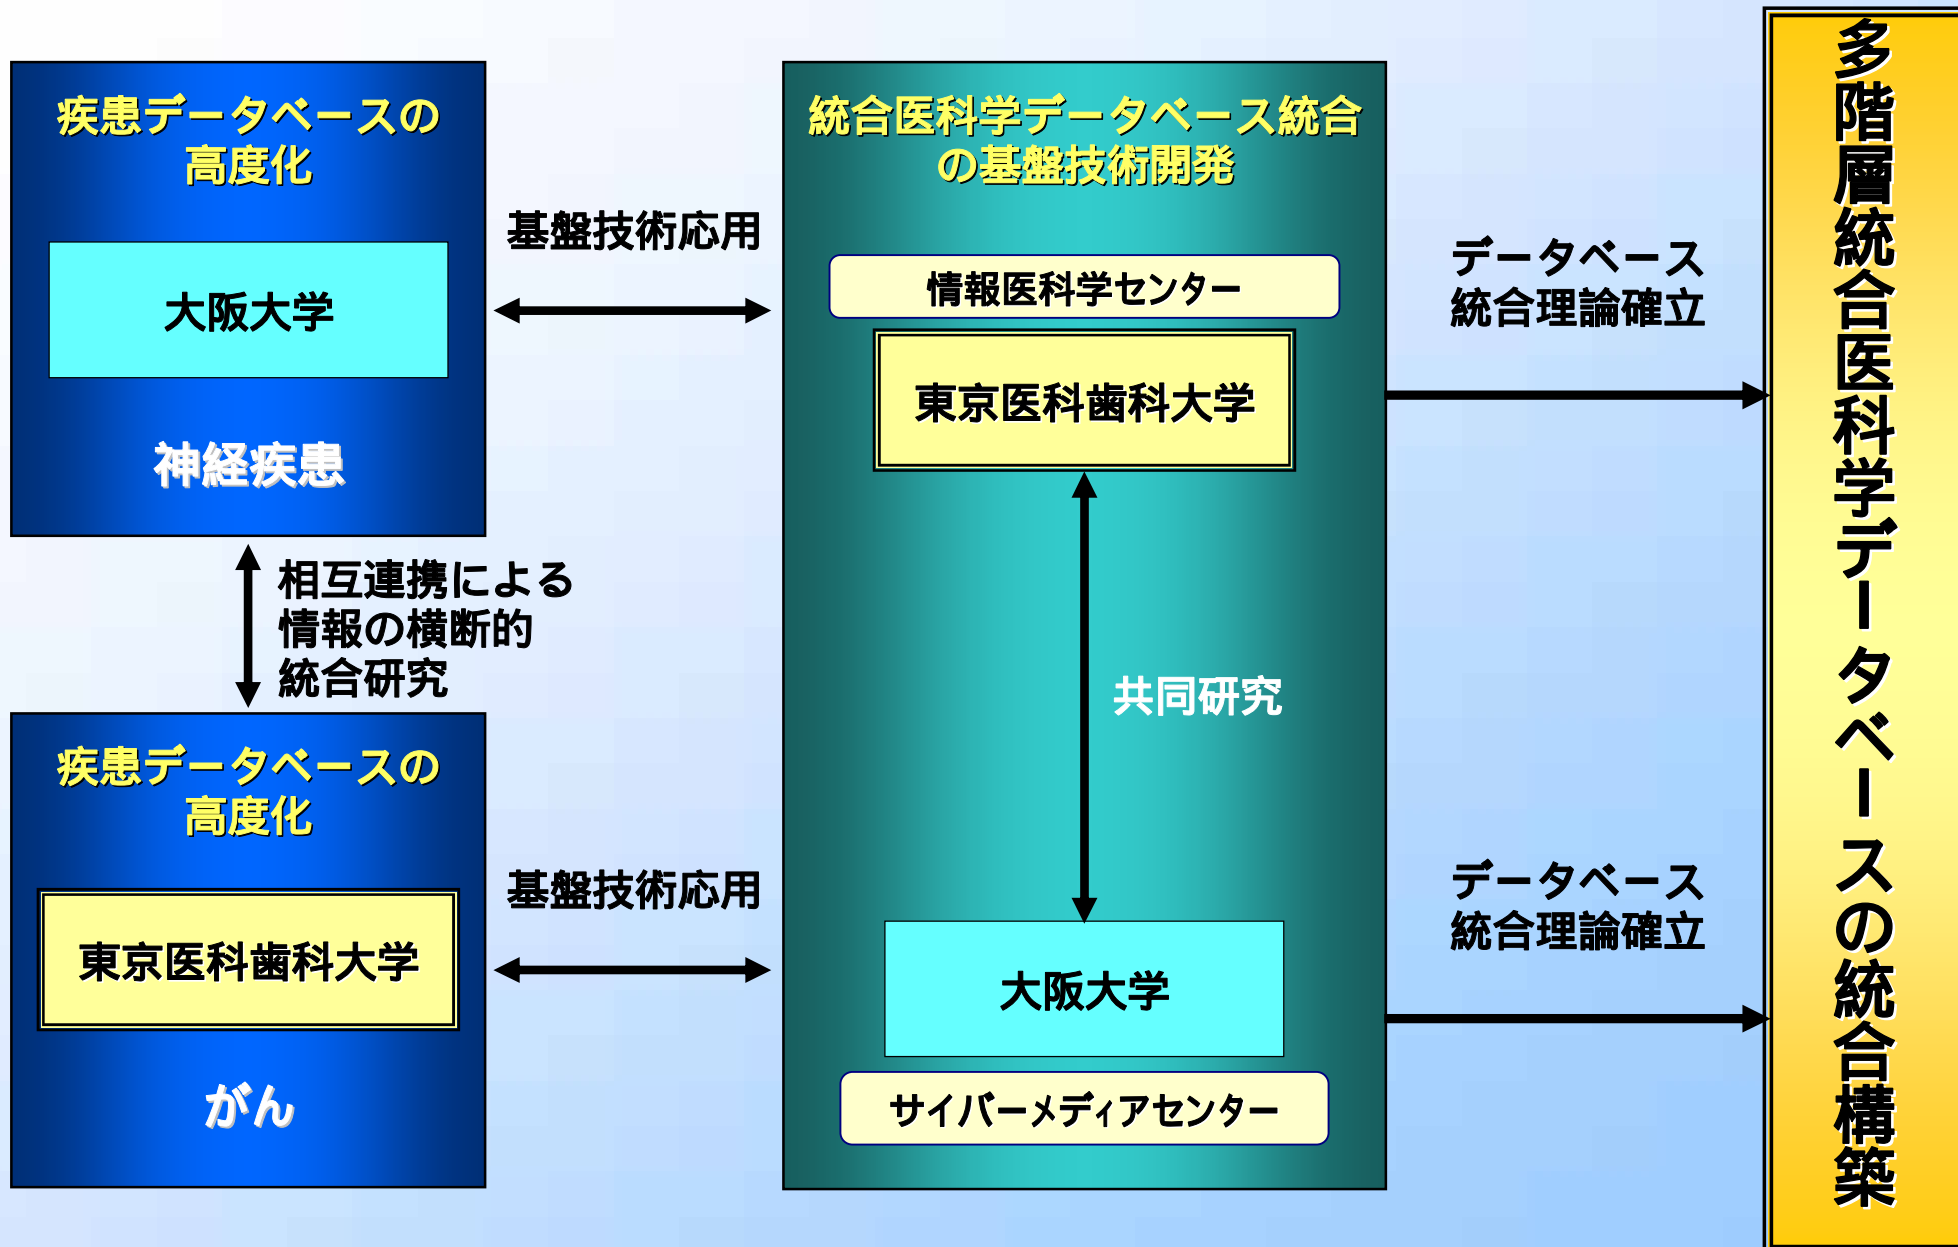 疾患データベースの
高度化
大阪大学
神経疾患
相互連携による
情報の横断的
統合研究
疾患データベースの
高度化
東京医科歯科大学
がん
基盤技術応用
基盤技術応用
統合医科学データベース統合
の基盤技術開発
情報医科学センター
東京医科歯科大学
共同研究
大阪大学
サイバーメディアセンター
データベース
統合理論確立
データベース
統合理論確立
多階層統合医科学データベースの統合構築